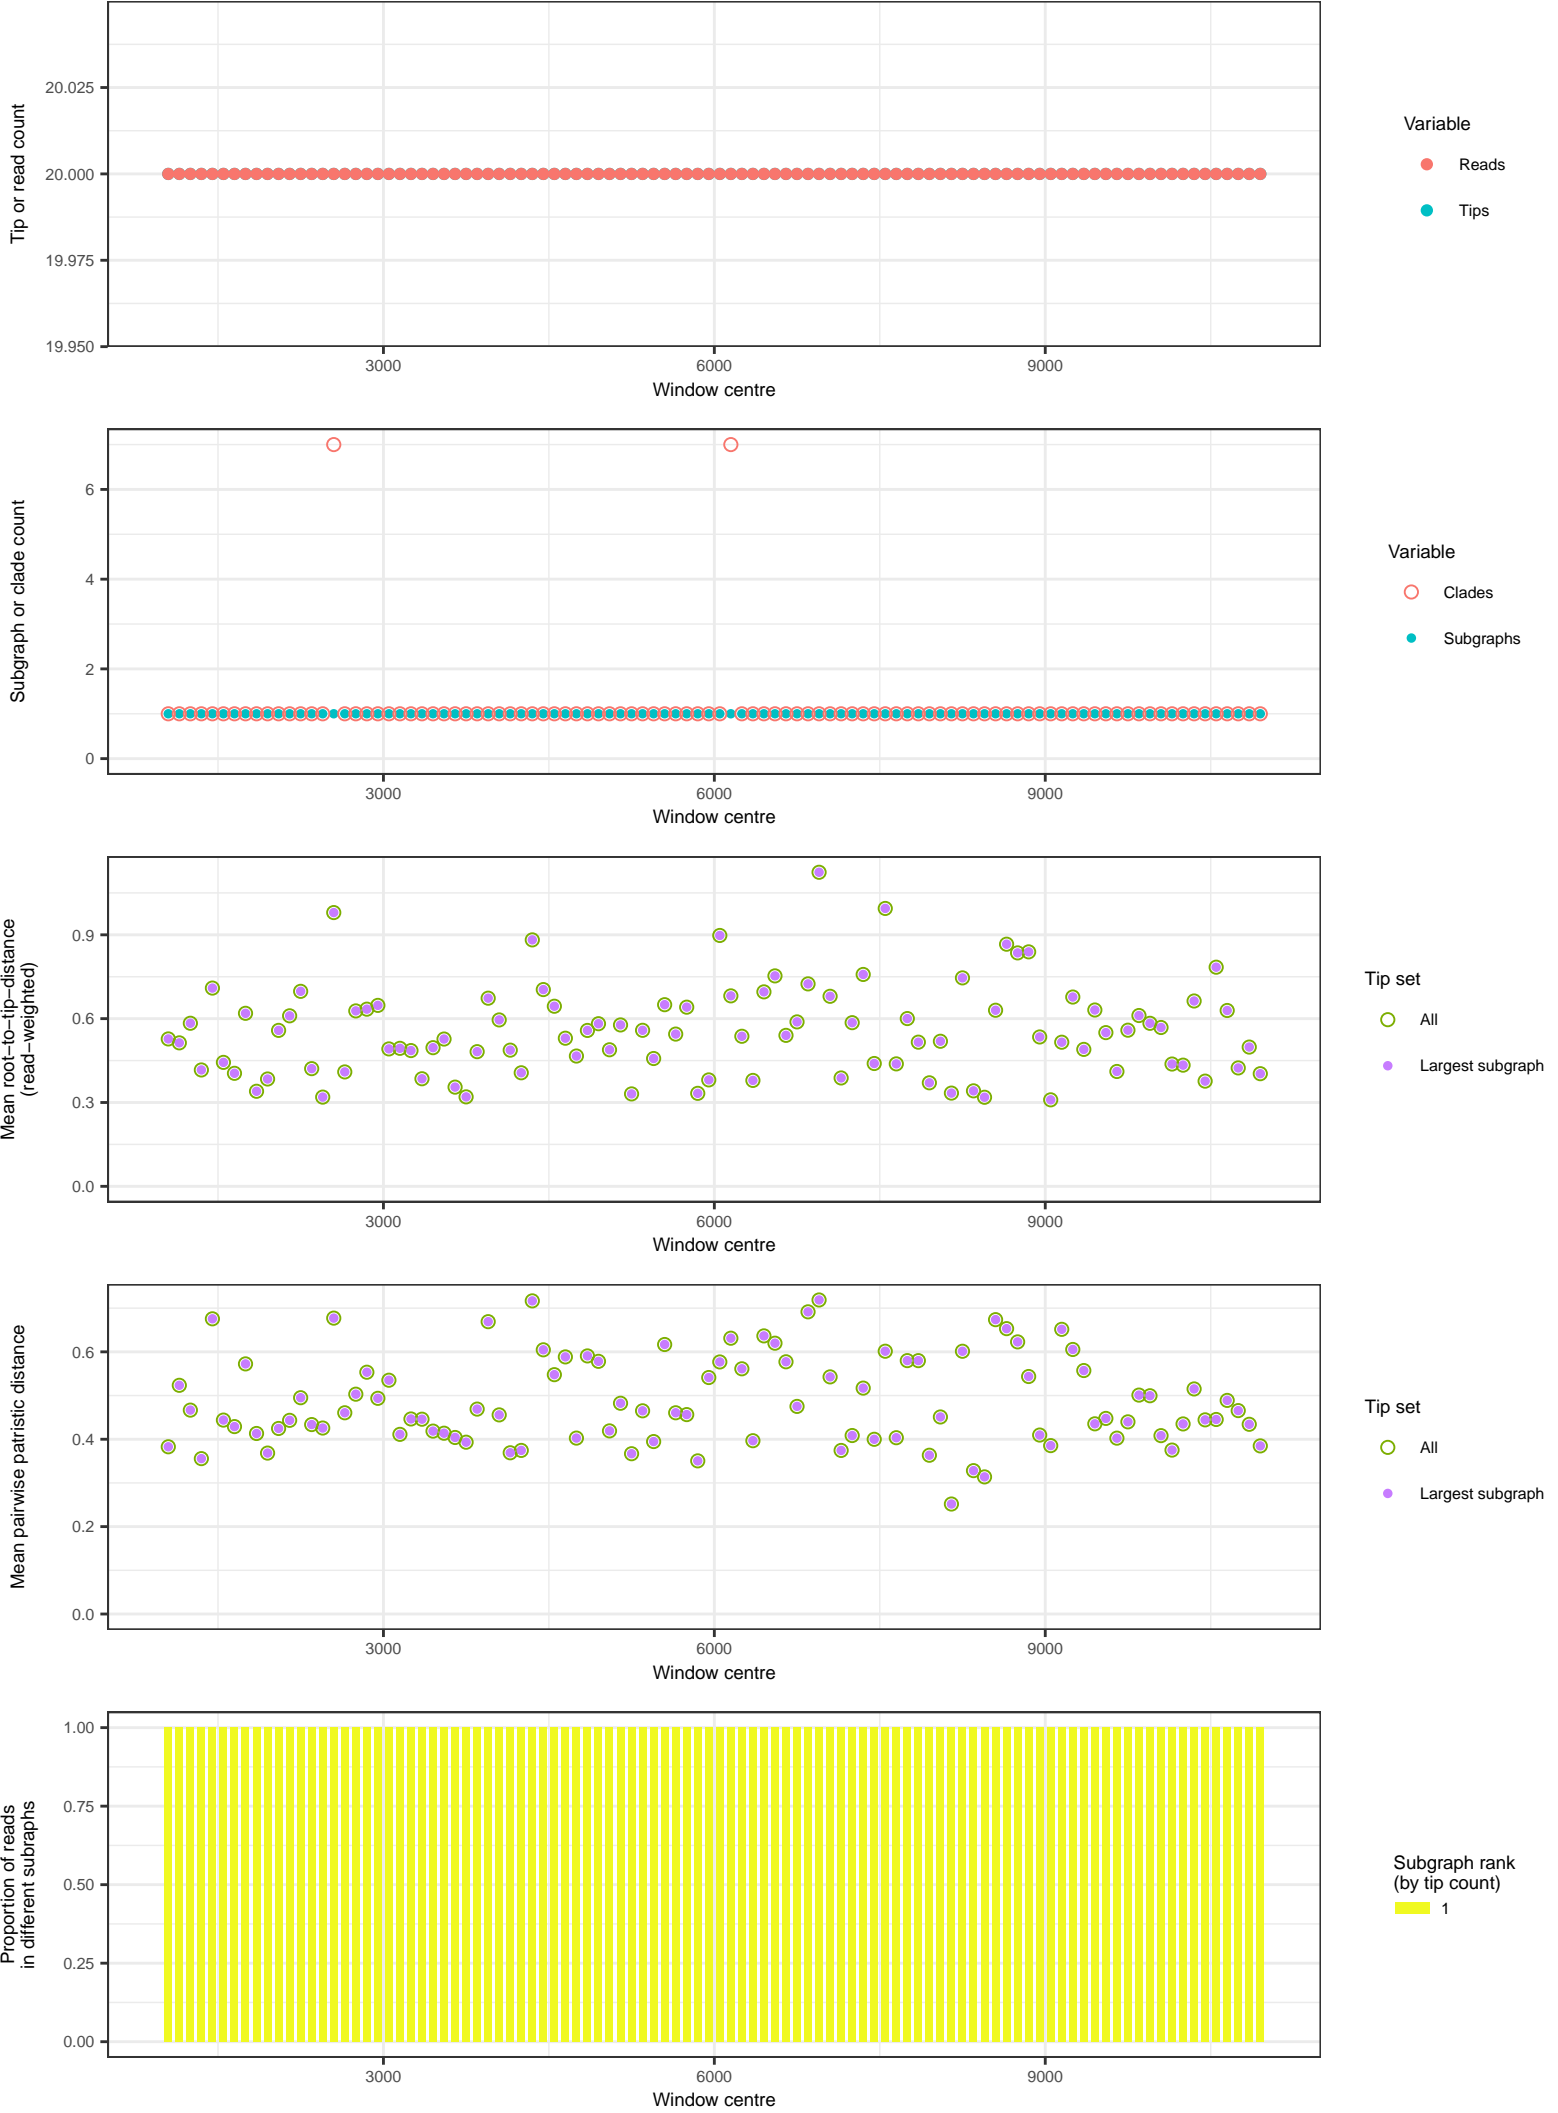 20.025
20.000
19.975
19.950
Tip or read count
3000
6000
9000
Window centre
Variable
Reads
Tips
6
4
2
0
Subgraph or clade count
3000
6000
9000
Window centre
Variable
Clades
Subgraphs
0.9
0.6
0.3
0.0
Mean root−to−tip−distance
(read−weighted)
3000
6000
9000
Window centre
Tip set
All
Largest subgraph
0.6
0.4
0.2
0.0
Mean pairwise patristic distance
3000
6000
9000
Window centre
Tip set
All
Largest subgraph
1.00
0.75
0.50
0.25
0.00
Proportion of reads
in different subraphs
3000
6000
9000
Window centre
Subgraph rank
(by tip count)
1